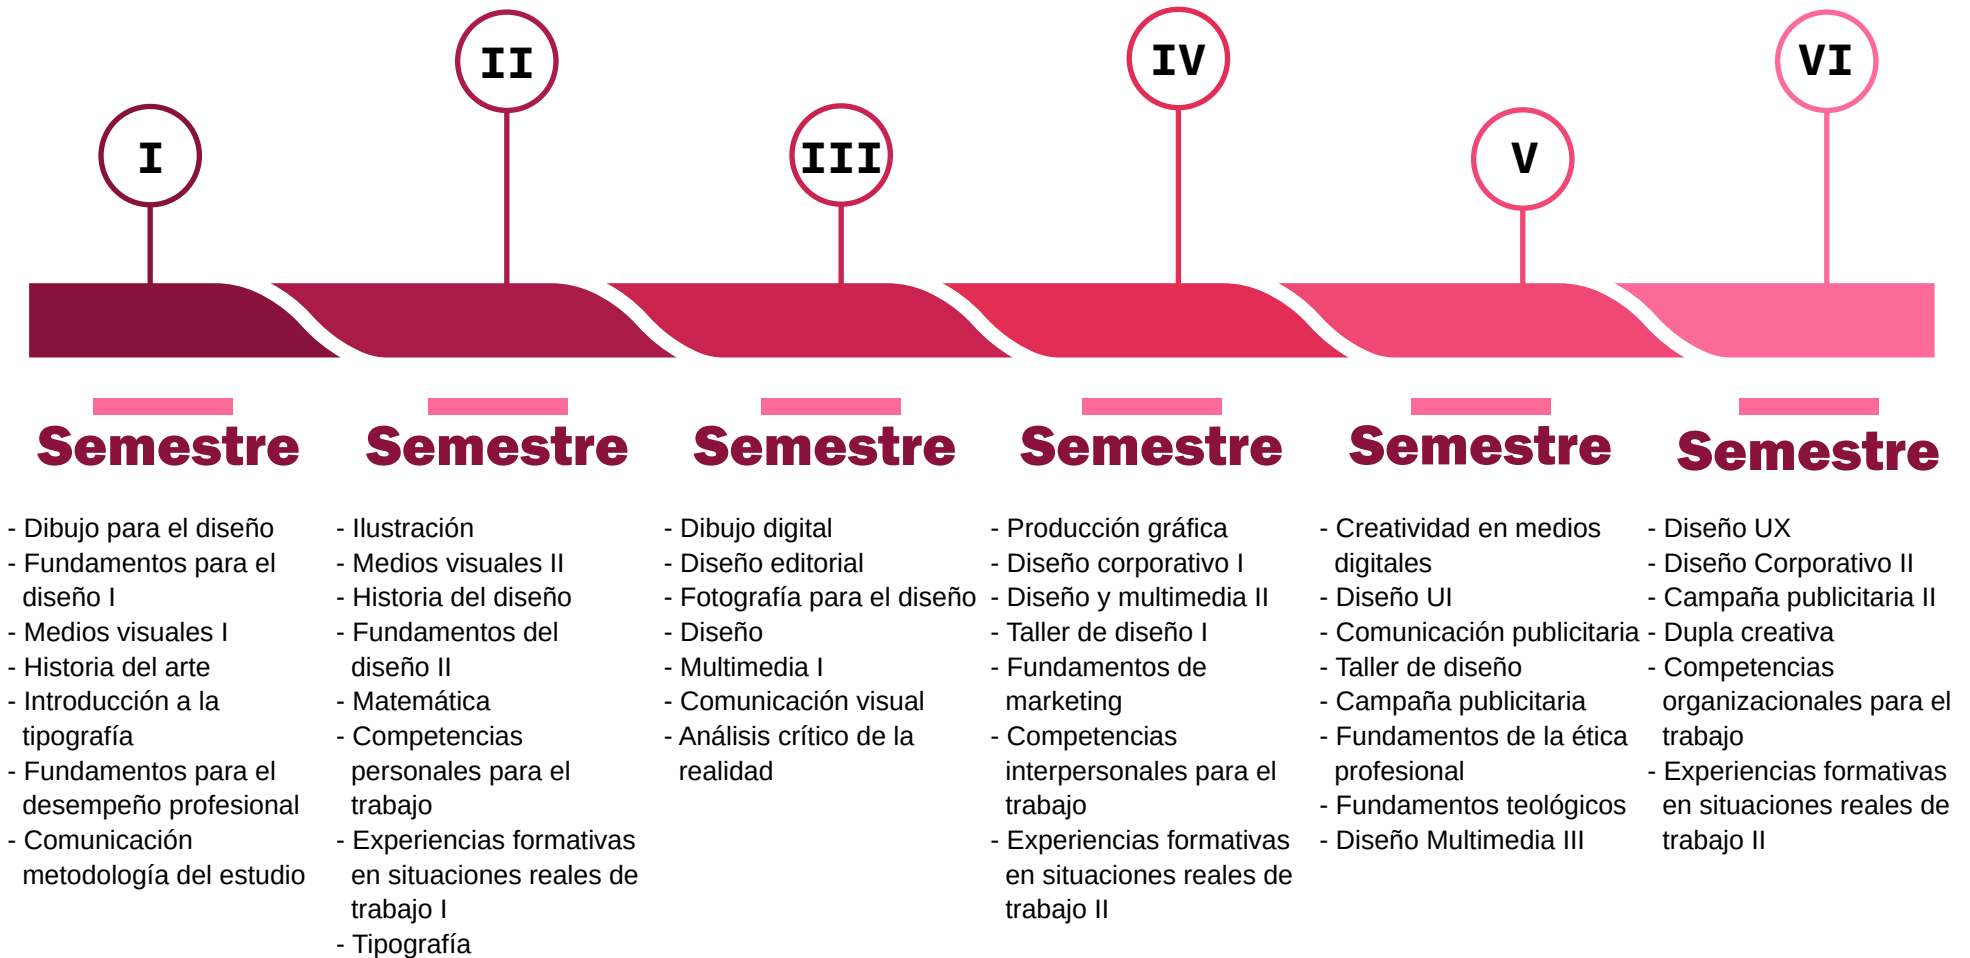 I
II
III
IV
V
VI
Semestre
- Dibujo para el diseño
- Fundamentos para el
diseño I
- Medios visuales I
- Historia del arte
- Introducción a la
tipografía
- Fundamentos para el
desempeño profesional
- Comunicación
metodología del estudio
Semestre
- Ilustración
- Medios visuales II
- Historia del diseño
- Fundamentos del
diseño II
- Matemática
- Competencias
personales para el
trabajo
- Experiencias formativas
en situaciones reales de
trabajo I
- Tipografía
Semestre
- Dibujo digital
- Diseño editorial
- Fotografía para el diseño
- Diseño
- Multimedia I
- Comunicación visual
- Análisis crítico de la
realidad
Semestre
- Producción gráfica
- Diseño corporativo I
- Diseño y multimedia II
- Taller de diseño I
- Fundamentos de
marketing
- Competencias
interpersonales para el
trabajo
- Experiencias formativas
en situaciones reales de
trabajo II
Semestre
- Creatividad en medios
digitales
- Diseño UI
- Comunicación publicitaria
- Taller de diseño
- Campaña publicitaria
- Fundamentos de la ética
profesional
- Fundamentos teológicos
- Diseño Multimedia III
Semestre
- Diseño UX
- Diseño Corporativo II
- Campaña publicitaria II
- Dupla creativa
- Competencias
organizacionales para el
trabajo
- Experiencias formativas
en situaciones reales de
trabajo II